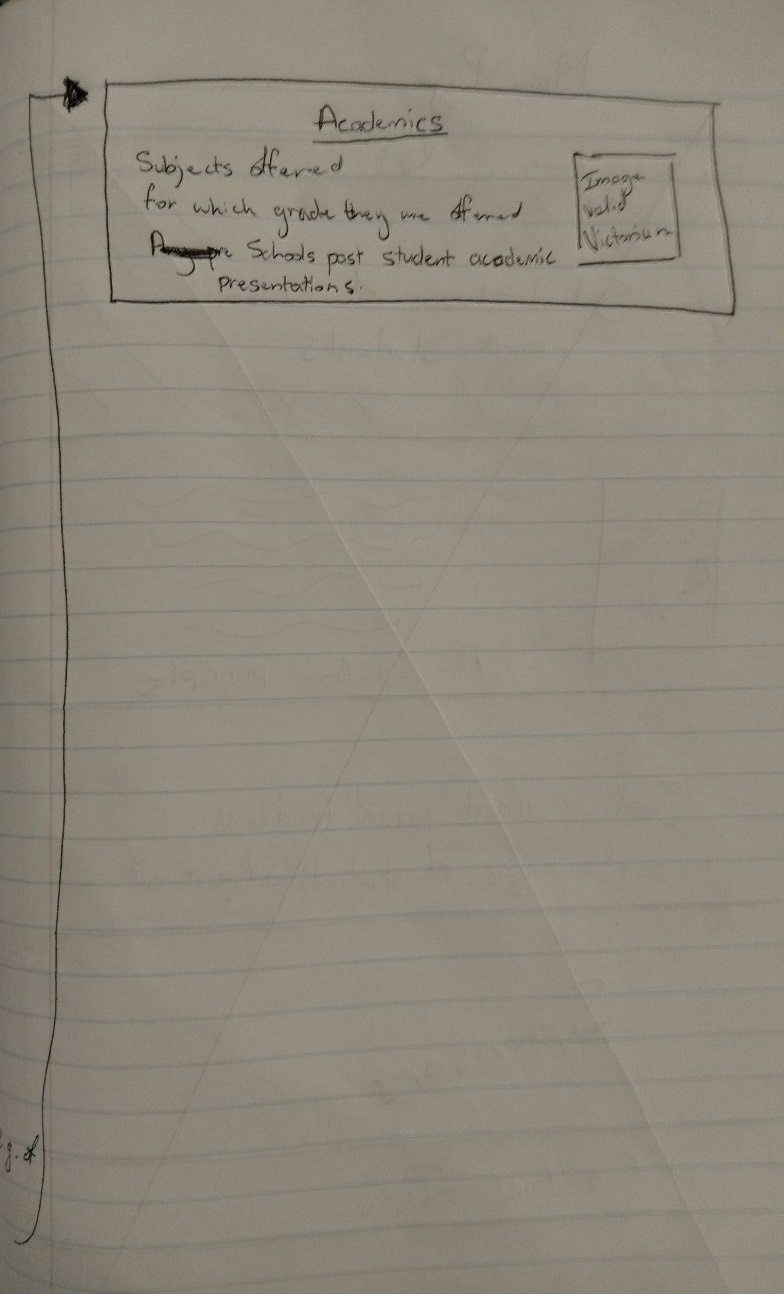 Academics
Subjects offered
for which grade they are offered
Schools past student academic
presentations.
Image
valid
Victorian